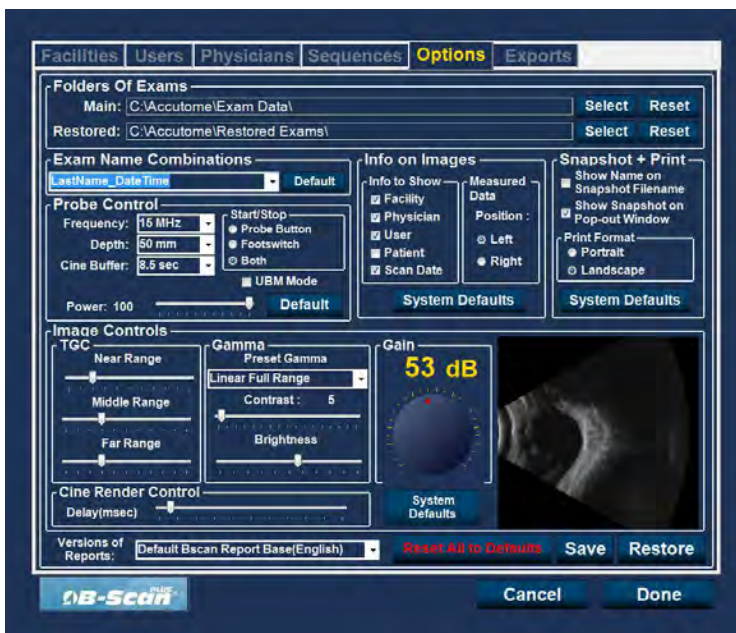 Facilities Users Physicians Sequences Options Exports
Folders Of Exams
Main: C:\Accutome\Exam Data\ Select Reset
Restored: C:\Accutome\Restored Exams\ Select Reset
Exam Name Combinations
LastName_DateTime Default
Probe Control
Frequency: 15 MHz
Depth: 50 mm
Cine Buffer: 8.5 sec
Start/Stop
Probe Button
Footswitch
Both
UBM Mode
Power: 100 Default
Info on Images
Info to Show
Facility
Physician
User
Patient
Scan Date
Measured
Data
Position :
Left
Right
System Defaults
Snapshot + Print
Show Name on
Snapshot Filename
Show Snapshot on
Pop-out Window
Print Format
Portrait
Landscape
System Defaults
Image Controls
TGC
Near Range
Middle Range
Far Range
Gamma
Preset Gamma
Linear Full Range
Contrast : 5
Brightness
Gain
53 dB
System
Defaults
Cine Render Control
Delay(msec)
Versions of
Reports: Default Bscan Report Base(English) Reset All to Defaults Save Restore
B-Scan PLUS Cancel Done